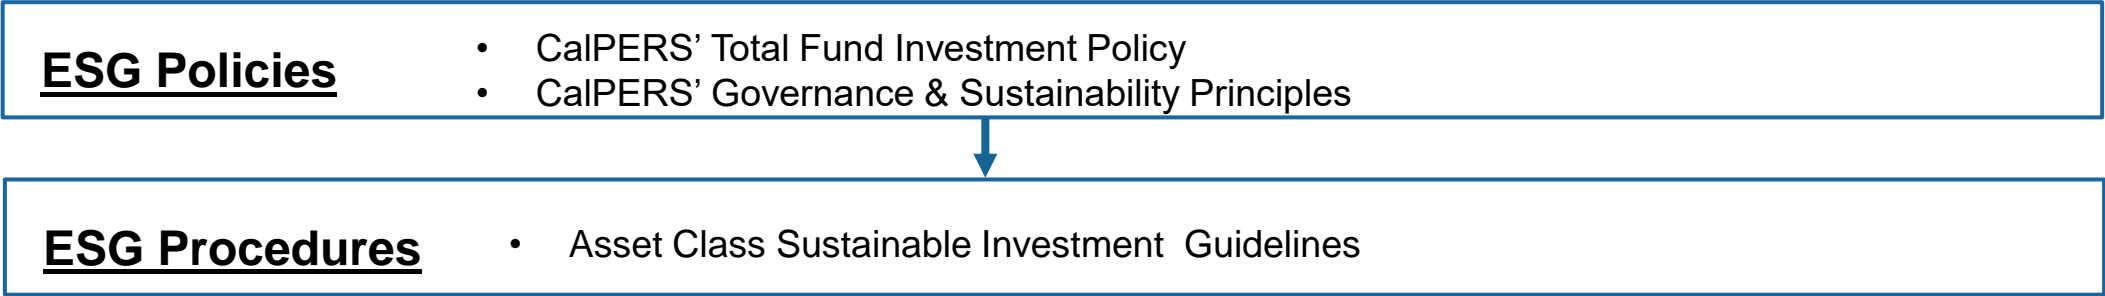 ESG Policies
• CalPERS’ Total Fund Investment Policy
• CalPERS’ Governance & Sustainability Principles
ESG Procedures
• Asset Class Sustainable Investment  Guidelines